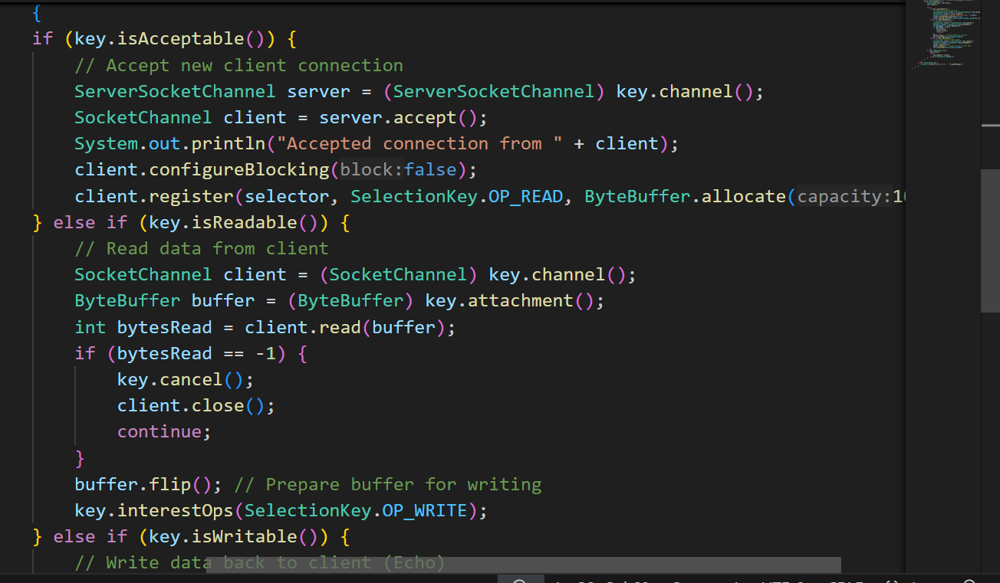 {
if (key.isAcceptable()) {
// Accept new client connection
ServerSocketChannel server = (ServerSocketChannel) key.channel();
SocketChannel client = server.accept();
System.out.println("Accepted connection from " + client);
client.configureBlocking(block:false);
client.register(selector, SelectionKey.OP_READ, ByteBuffer.allocate(capacity:
} else if (key.isReadable()) {
// Read data from client
SocketChannel client = (SocketChannel) key.channel();
ByteBuffer buffer = (ByteBuffer) key.attachment();
int bytesRead = client.read(buffer);
if (bytesRead == -1) {
key.cancel();
client.close();
continue;
}
buffer.flip(); // Prepare buffer for writing
key.interestOps(SelectionKey.OP_WRITE);
} else if (key.isWritable()) {
// Write data back to client (Echo)